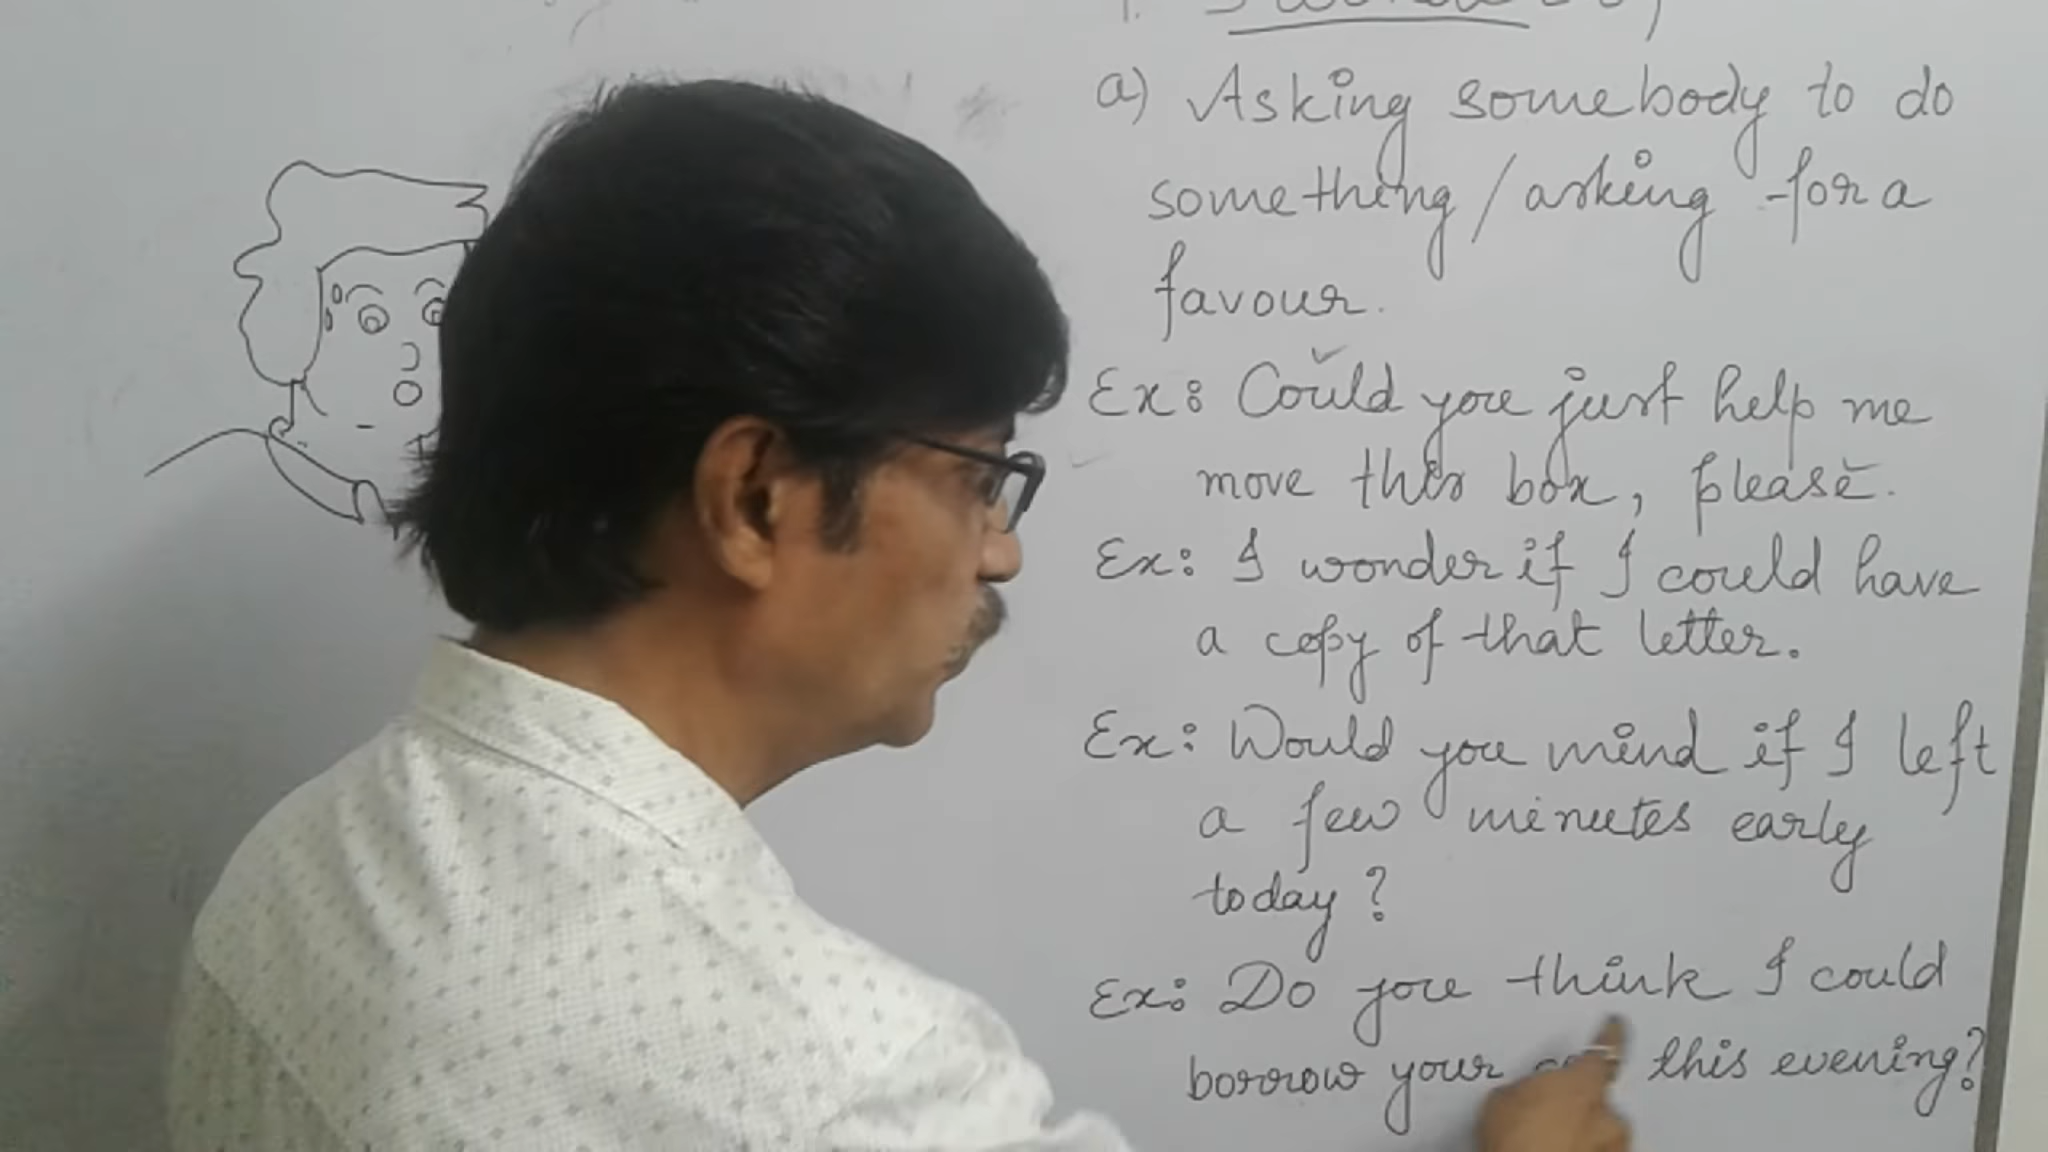 a) Asking somebody to do
something / asking for a
favour.
Ex: Could you just help me
move this box, please.
Ex: I wonder if I could have
a copy of that letter.
Ex: Would you mind if I left
a few minutes early
today?
Ex: Do you think I could
borrow your this evening?